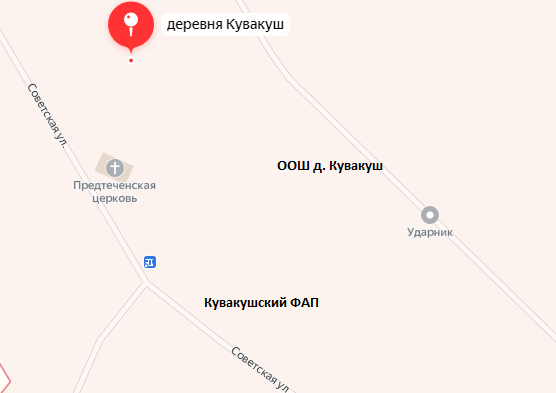 деревня Кувакуш
Советская ул.
ООШ д. Кувакуш
Предтеченская
церковь
Ударник
Кувакушский ФАП
Советская ул